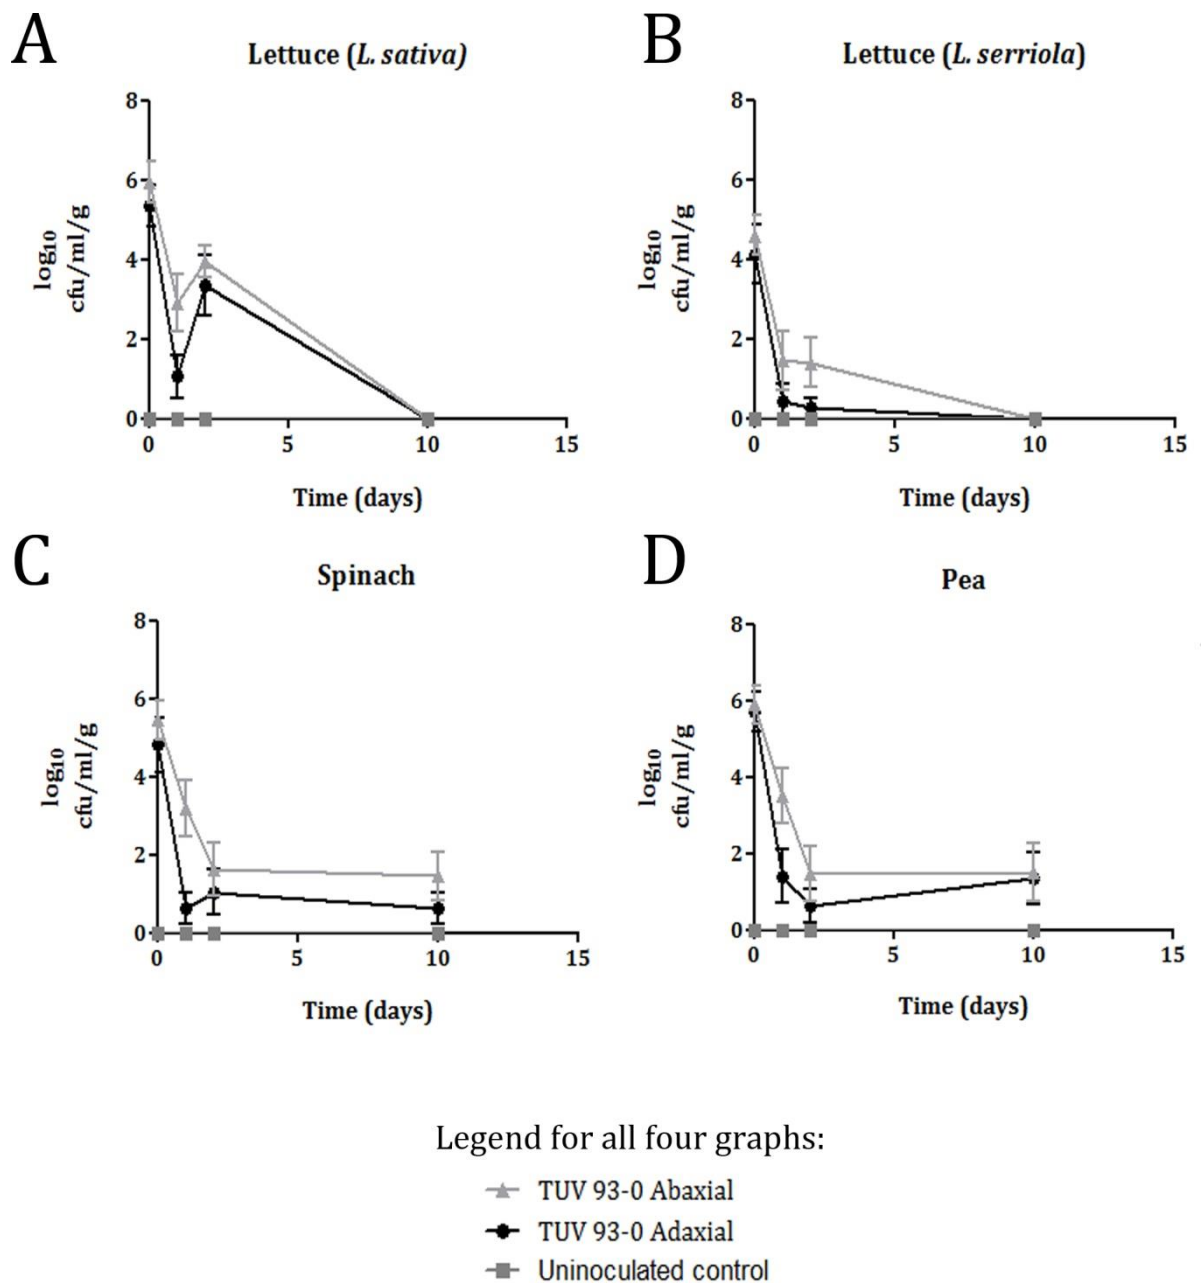 A
Lettuce (L. sativa)
8
6
4
2
0
log10
cfu/ml/g
0 5 10 15
Time (days)
B
Lettuce (L. serriola)
8
6
4
2
0
log10
cfu/ml/g
0 5 10 15
Time (days)
C
Spinach
8
6
4
2
0
log10
cfu/ml/g
0 5 10 15
Time (days)
D
Pea
8
6
4
2
0
log10
cfu/ml/g
0 5 10 15
Time (days)
Legend for all four graphs:
TUV 93-0 Abaxial
TUV 93-0 Adaxial
Uninoculated control